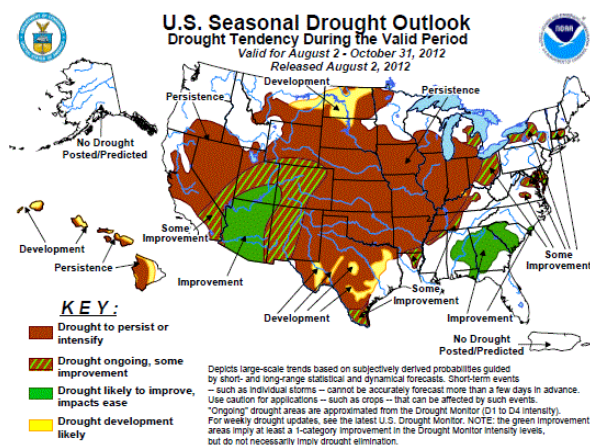 U.S. Seasonal Drought Outlook
Drought Tendency During the Valid Period
Valid for August 2 - October 31, 2012
Released August 2, 2012
NOAA
Development
Persistence
Persistence
No Drought
Posted/Predicted
Some
Improvement
Development
Persistence
Improvement
Some
Improvement
Some
Improvement
Development
Improvement
No Drought
Posted/Predicted
KEY:
Drought to persist or
intensify
Drought ongoing, some
improvement
Drought likely to improve,
impacts ease
Drought development
likely
Depicts large-scale trends based on subjectively derived probabilities guided
by short- and long-range statistical and dynamical forecasts. Short-term events
-- such as individual storms -- cannot be accurately forecast more than a few days in advance.
Use caution for applications -- such as crops -- that can be affected by such events.
"Ongoing" drought areas are approximated from the Drought Monitor (D1 to D4 intensity).
For weekly drought updates, see the latest U.S. Drought Monitor. NOTE: the green improvement
areas imply at least a 1-category improvement in the Drought Monitor intensity levels,
but do not necessarily imply drought elimination.